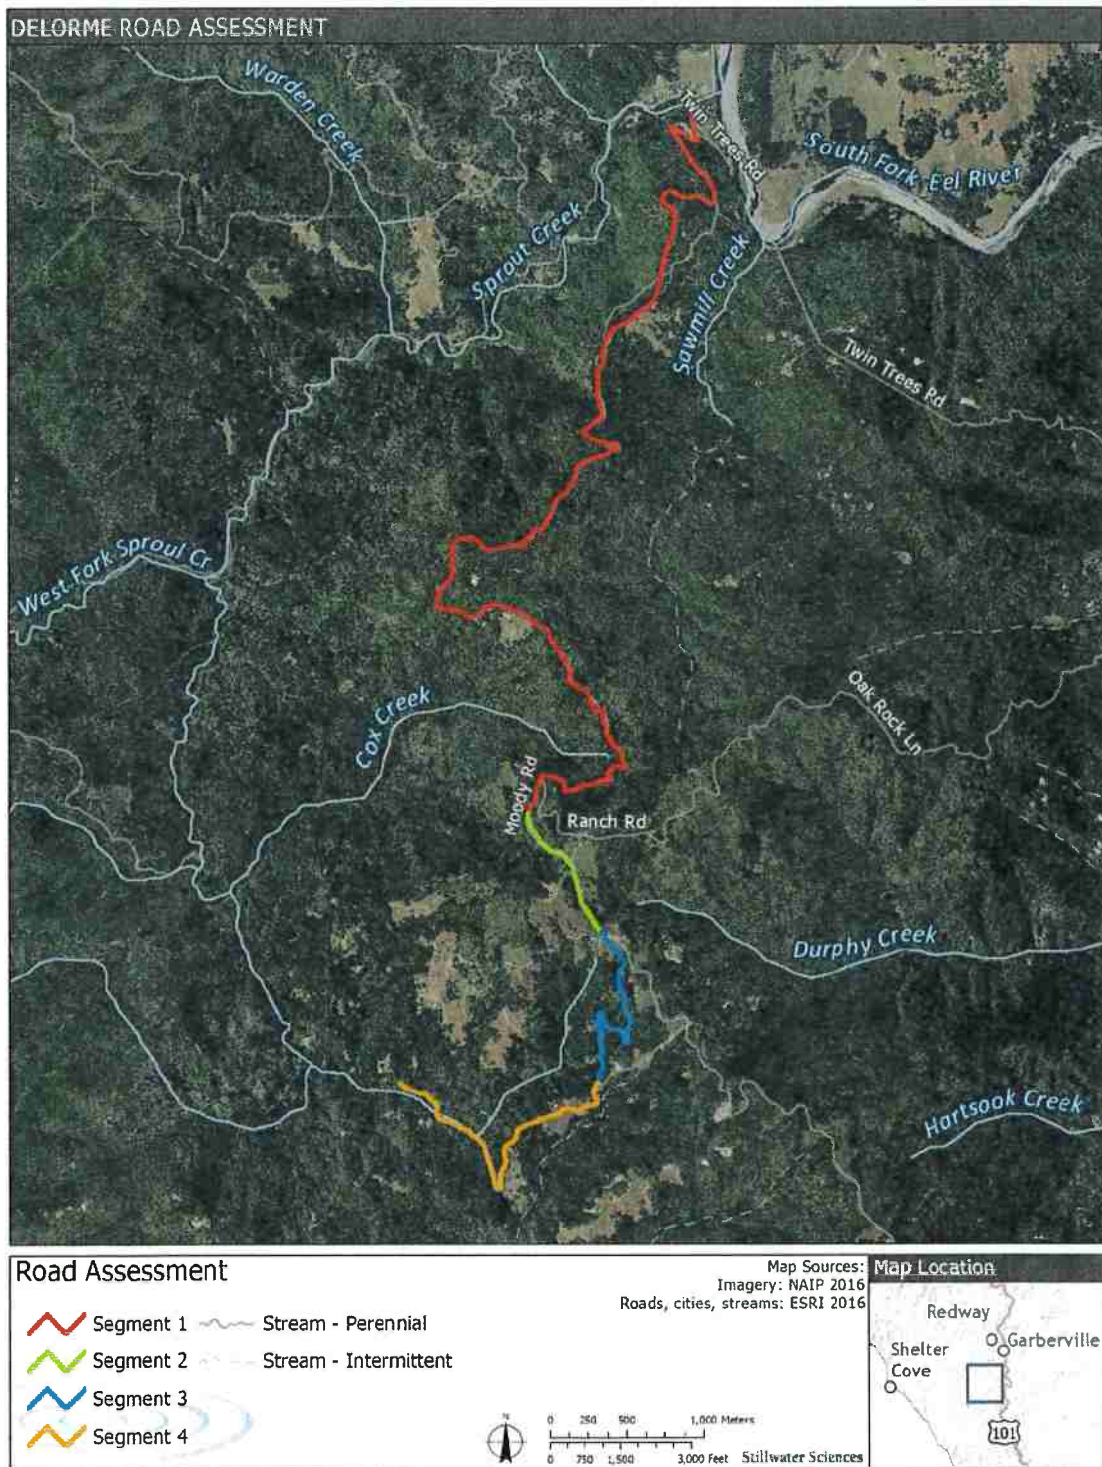 DELORME ROAD ASSESSMENT
Warden Creek
Twin Trees Rd
South Fork Eel River
Sprout Creek
Sawmill Creek
Twin Trees Rd
West Fork Sproul Cr
Oak Rock Ln
Cox Creek
Moody Rd
Ranch Rd
Durphy Creek
Hartsook Creek
Road Assessment
Segment 1
Segment 2
Segment 3
Segment 4
Stream - Perennial
Stream - Intermittent
Map Sources:
Imagery: NAIP 2016
Roads, cities, streams: ESRI 2016
N
0 250 500 1,000 Meters
0 750 1,500 3,000 Feet
Stillwater Sciences
Map Location
Redway
Garberville
Shelter
Cove
101